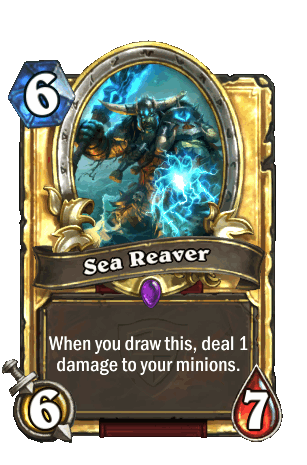 6
Sea Reaver
When you draw this, deal 1
damage to your minions.
6
7